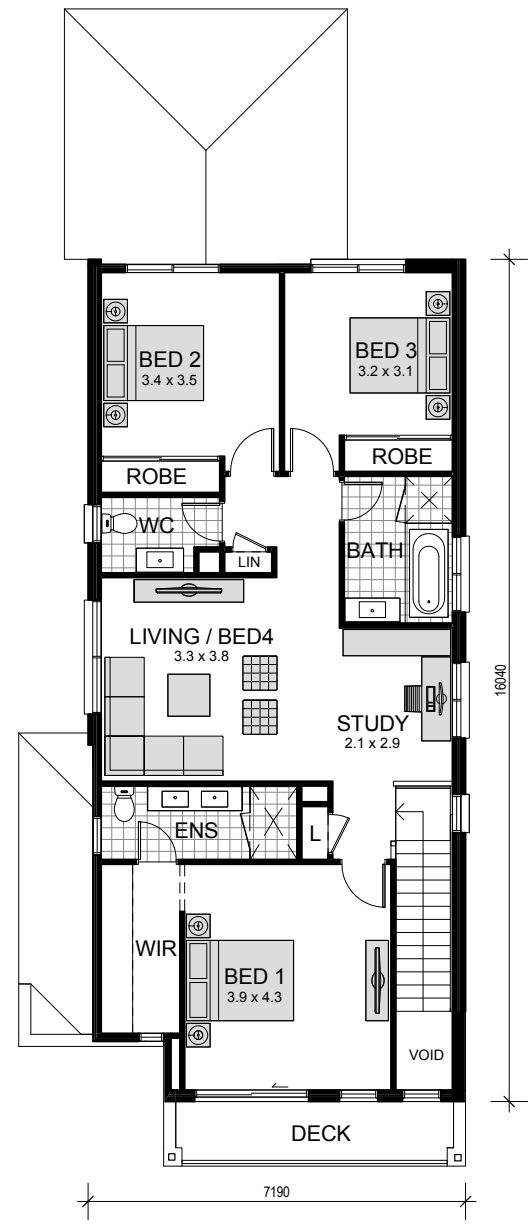 BED 2
3.4 x 3.5
BED 3
3.2 x 3.1
ROBE
ROBE
WC
LIN
BATH
LIVING / BED4
3.3 x 3.8
STUDY
2.1 x 2.9
16040
ENS
L
WIR
BED 1
3.9 x 4.3
VOID
DECK
7190